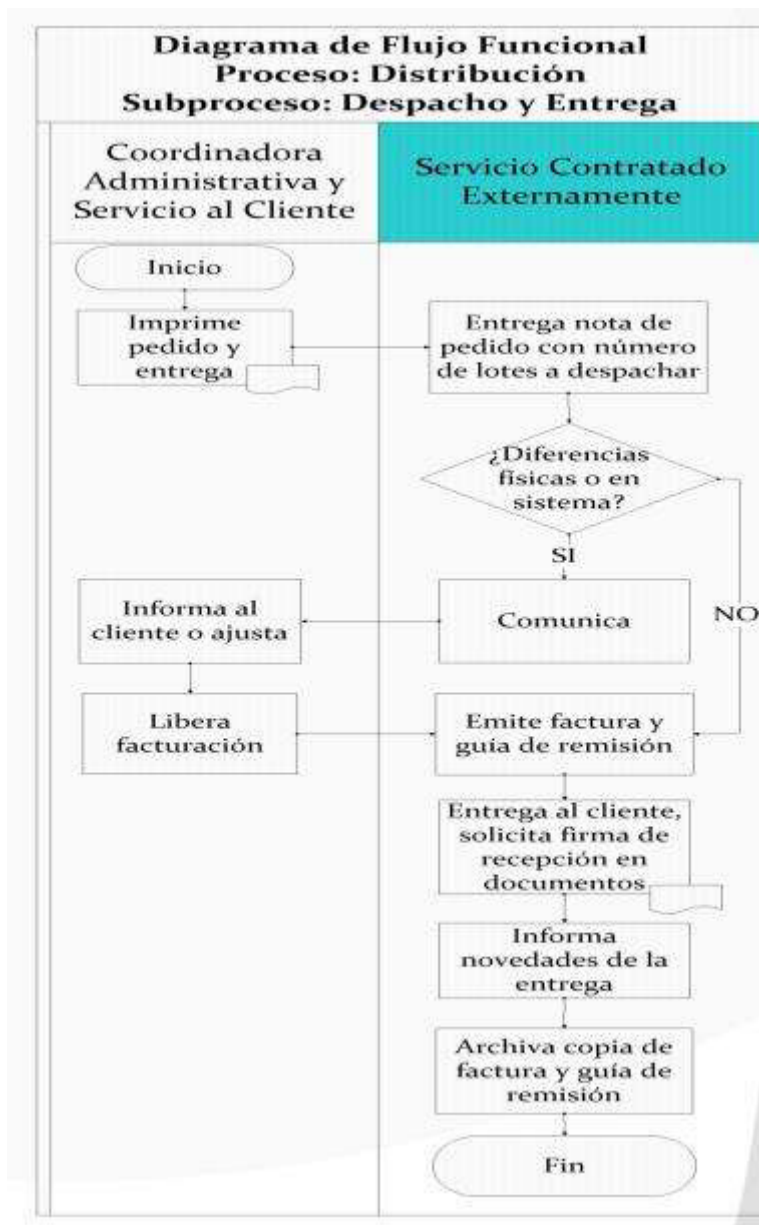 Diagrama de Flujo Funcional
Proceso: Distribución
Subproceso: Despacho y Entrega
Coordinadora
Administrativa y
Servicio al Cliente
Servicio Contratado
Externamente
Inicio
Imprime
pedido y
entrega
Entrega nota de
pedido con número
de lotes a despachar
¿Diferencias
físicas o en
sistema?
SI
NO
Comunica
Informa al
cliente o ajusta
Libera
facturación
Emite factura y
guía de remisión
Entrega al cliente,
solicita firma de
recepción en
documentos
Informa
novedades de la
entrega
Archiva copia de
factura y guía de
remisión
Fin